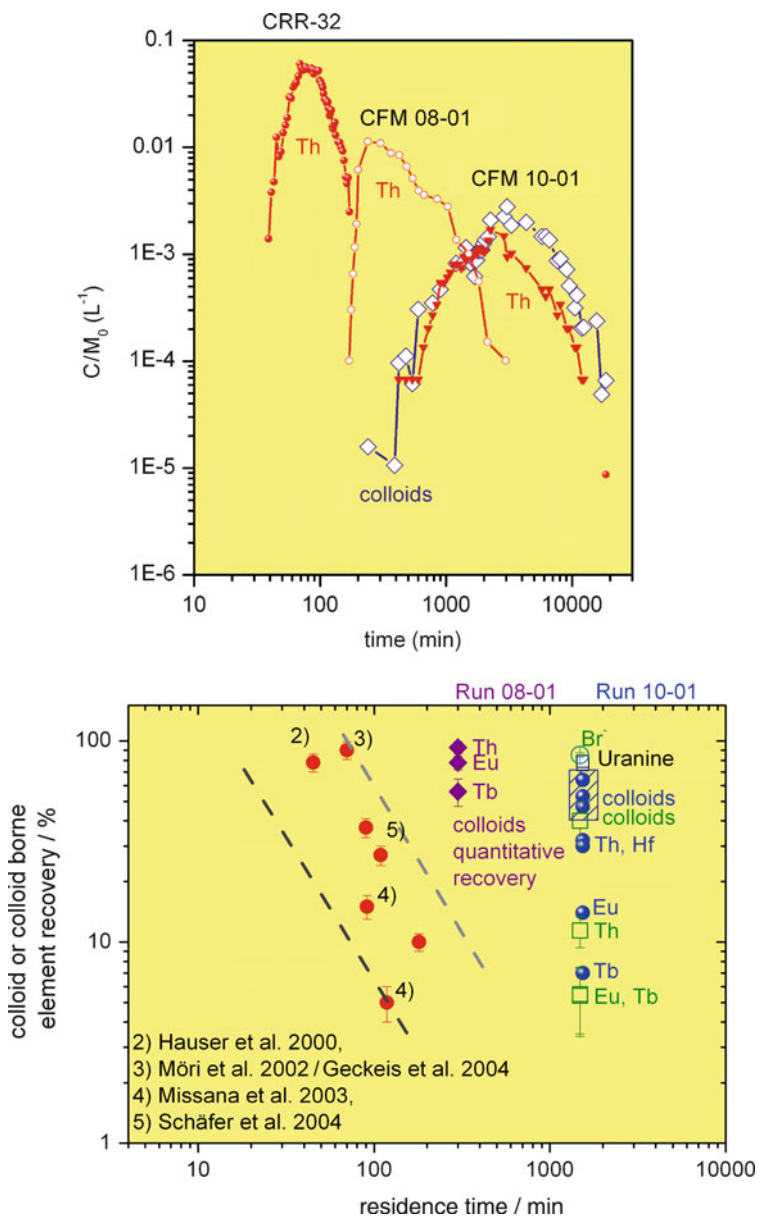 CRR-32
0.1
CFM 08-01
Th
0.01
Th
CFM 10-01
C/M₀ (L⁻¹)
1E-3
Th
1E-4
1E-5
colloids
1E-6
10
100
1000
10000
time (min)
Run 08-01
Run 10-01
100
2)
3)
Th
Eu
Tb
Br⁻
Uranine
colloids
colloids
colloids
quantitative
recovery
5)
Th, Hf
4)
Eu
Th
10
Tb
4)
Eu, Tb
colloid or colloid borne
element recovery / %
2) Hauser et al. 2000,
3) Möri et al. 2002 / Geckeis et al. 2004
4) Missana et al. 2003,
5) Schäfer et al. 2004
1
10
100
1000
10000
residence time / min